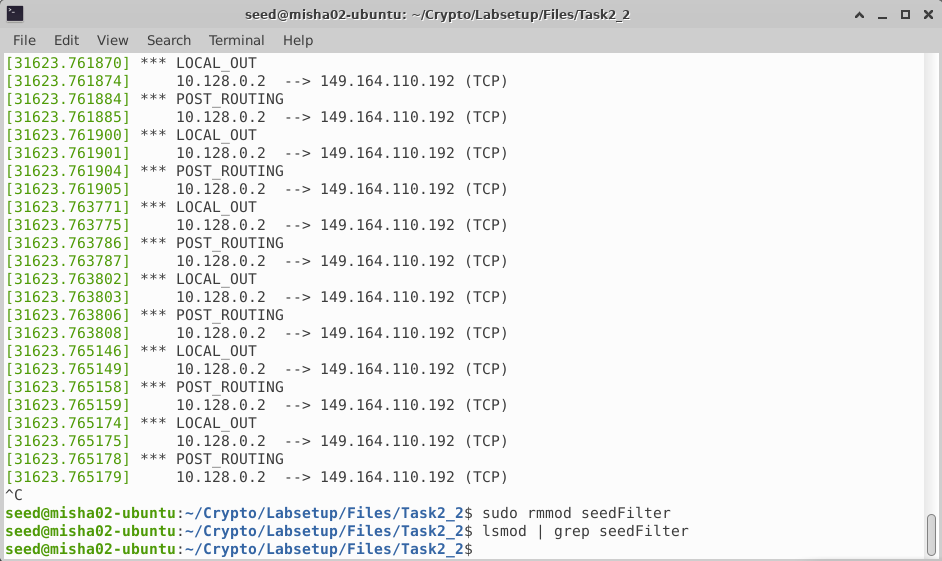 seed@misha02-ubuntu: ~/Crypto/Labsetup/Files/Task2_2
File Edit View Search Terminal Help
[31623.761870] *** LOCAL_OUT
[31623.761874]     10.128.0.2  --> 149.164.110.192 (TCP)
[31623.761884] *** POST_ROUTING
[31623.761885]     10.128.0.2  --> 149.164.110.192 (TCP)
[31623.761900] *** LOCAL_OUT
[31623.761901]     10.128.0.2  --> 149.164.110.192 (TCP)
[31623.761904] *** POST_ROUTING
[31623.761905]     10.128.0.2  --> 149.164.110.192 (TCP)
[31623.763771] *** LOCAL_OUT
[31623.763775]     10.128.0.2  --> 149.164.110.192 (TCP)
[31623.763786] *** POST_ROUTING
[31623.763787]     10.128.0.2  --> 149.164.110.192 (TCP)
[31623.763802] *** LOCAL_OUT
[31623.763803]     10.128.0.2  --> 149.164.110.192 (TCP)
[31623.763806] *** POST_ROUTING
[31623.763808]     10.128.0.2  --> 149.164.110.192 (TCP)
[31623.765146] *** LOCAL_OUT
[31623.765149]     10.128.0.2  --> 149.164.110.192 (TCP)
[31623.765158] *** POST_ROUTING
[31623.765159]     10.128.0.2  --> 149.164.110.192 (TCP)
[31623.765174] *** LOCAL_OUT
[31623.765175]     10.128.0.2  --> 149.164.110.192 (TCP)
[31623.765178] *** POST_ROUTING
[31623.765179]     10.128.0.2  --> 149.164.110.192 (TCP)
^C
seed@misha02-ubuntu:~/Crypto/Labsetup/Files/Task2_2$ sudo rmmod seedFilter
seed@misha02-ubuntu:~/Crypto/Labsetup/Files/Task2_2$ lsmod | grep seedFilter
seed@misha02-ubuntu:~/Crypto/Labsetup/Files/Task2_2$